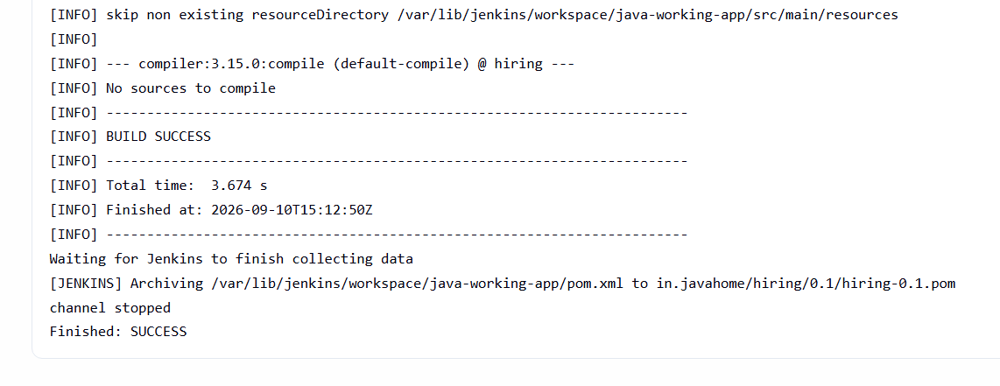 [INFO] skip non existing resourceDirectory /var/lib/jenkins/workspace/java-working-app/src/main/resources
[INFO]
[INFO] --- compiler:3.15.0:compile (default-compile) @ hiring ---
[INFO] No sources to compile
[INFO] ------------------------------------------------------------------------
[INFO] BUILD SUCCESS
[INFO] ------------------------------------------------------------------------
[INFO] Total time:  3.674 s
[INFO] Finished at: 2026-09-10T15:12:50Z
[INFO] ------------------------------------------------------------------------
Waiting for Jenkins to finish collecting data
[JENKINS] Archiving /var/lib/jenkins/workspace/java-working-app/pom.xml to in.javahome/hiring/0.1/hiring-0.1.pom
channel stopped
Finished: SUCCESS